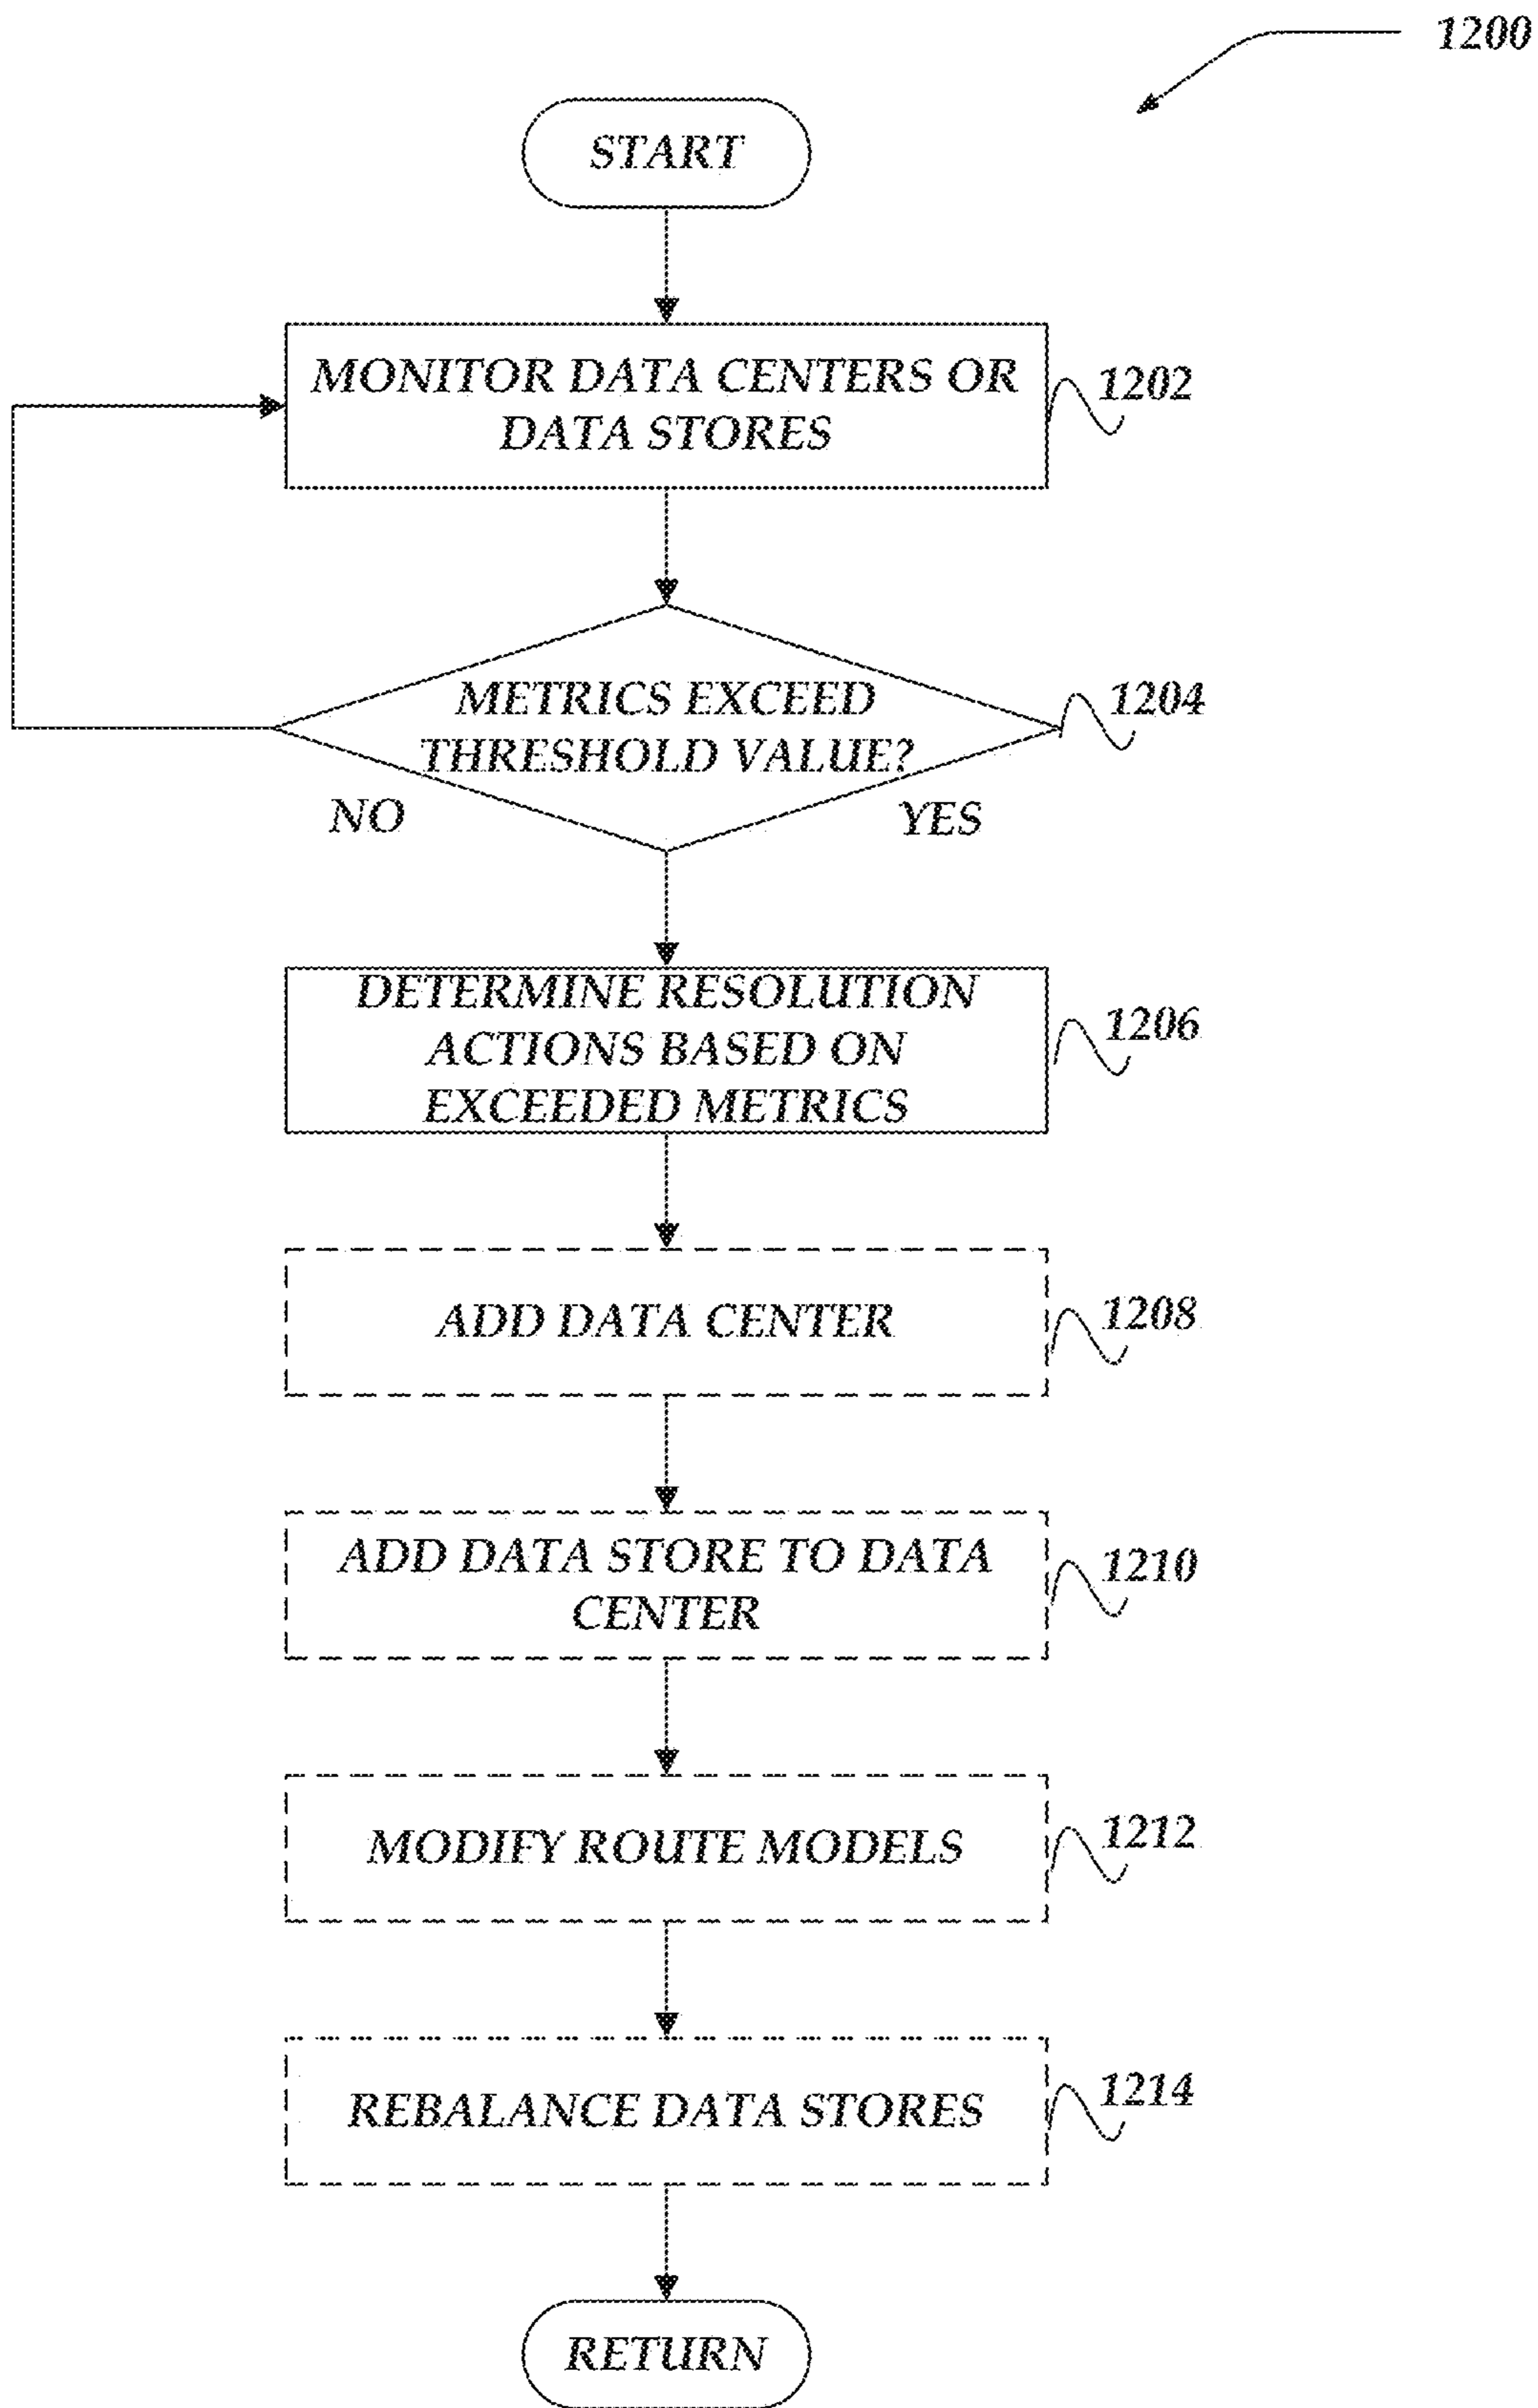 1200
START
MONITOR DATA CENTERS OR
DATA STORES
1202
METRICS EXCEED
THRESHOLD VALUE?
1204
NO
YES
DETERMINE RESOLUTION
ACTIONS BASED ON
EXCEEDED METRICS
1206
ADD DATA CENTER
1208
ADD DATA STORE TO DATA
CENTER
1210
MODIFY ROUTE MODELS
1212
REBALANCE DATA STORES
1214
RETURN